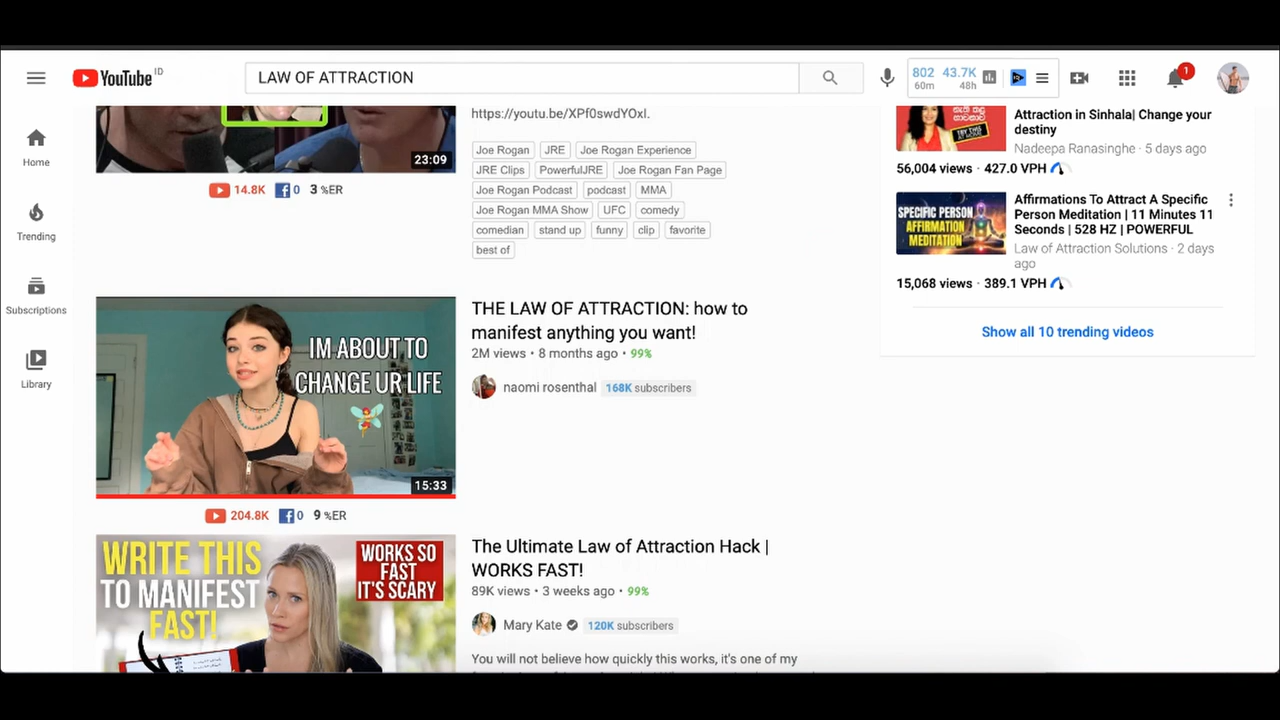 YouTube ID
LAW OF ATTRACTION
802 43.7K
60m 48h
1
Home
Trending
Subscriptions
Library
23:09
14.8K 0 3 %ER
https://youtu.be/XPf0swdYOxI.
Joe Rogan JRE Joe Rogan Experience
JRE Clips PowerfulJRE Joe Rogan Fan Page
Joe Rogan Podcast podcast MMA
Joe Rogan MMA Show UFC comedy
comedian stand up funny clip favorite
best of
IM ABOUT TO
CHANGE UR LIFE
15:33
204.8K 0 9 %ER
THE LAW OF ATTRACTION: how to
manifest anything you want!
2M views • 8 months ago • 99%
naomi rosenthal 168K subscribers
WRITE THIS
TO MANIFEST
FAST!
WORKS SO
FAST
IT'S SCARY
The Ultimate Law of Attraction Hack |
WORKS FAST!
89K views • 3 weeks ago • 99%
Mary Kate 120K subscribers
You will not believe how quickly this works, it's one of my
TRY THIS
Attraction in Sinhala| Change your
destiny
Nadeepa Ranasinghe · 5 days ago
56,004 views · 427.0 VPH
SPECIFIC PERSON
AFFIRMATION
MEDITATION
Affirmations To Attract A Specific
Person Meditation | 11 Minutes 11
Seconds | 528 HZ | POWERFUL
Law of Attraction Solutions · 2 days
ago
15,068 views · 389.1 VPH
Show all 10 trending videos